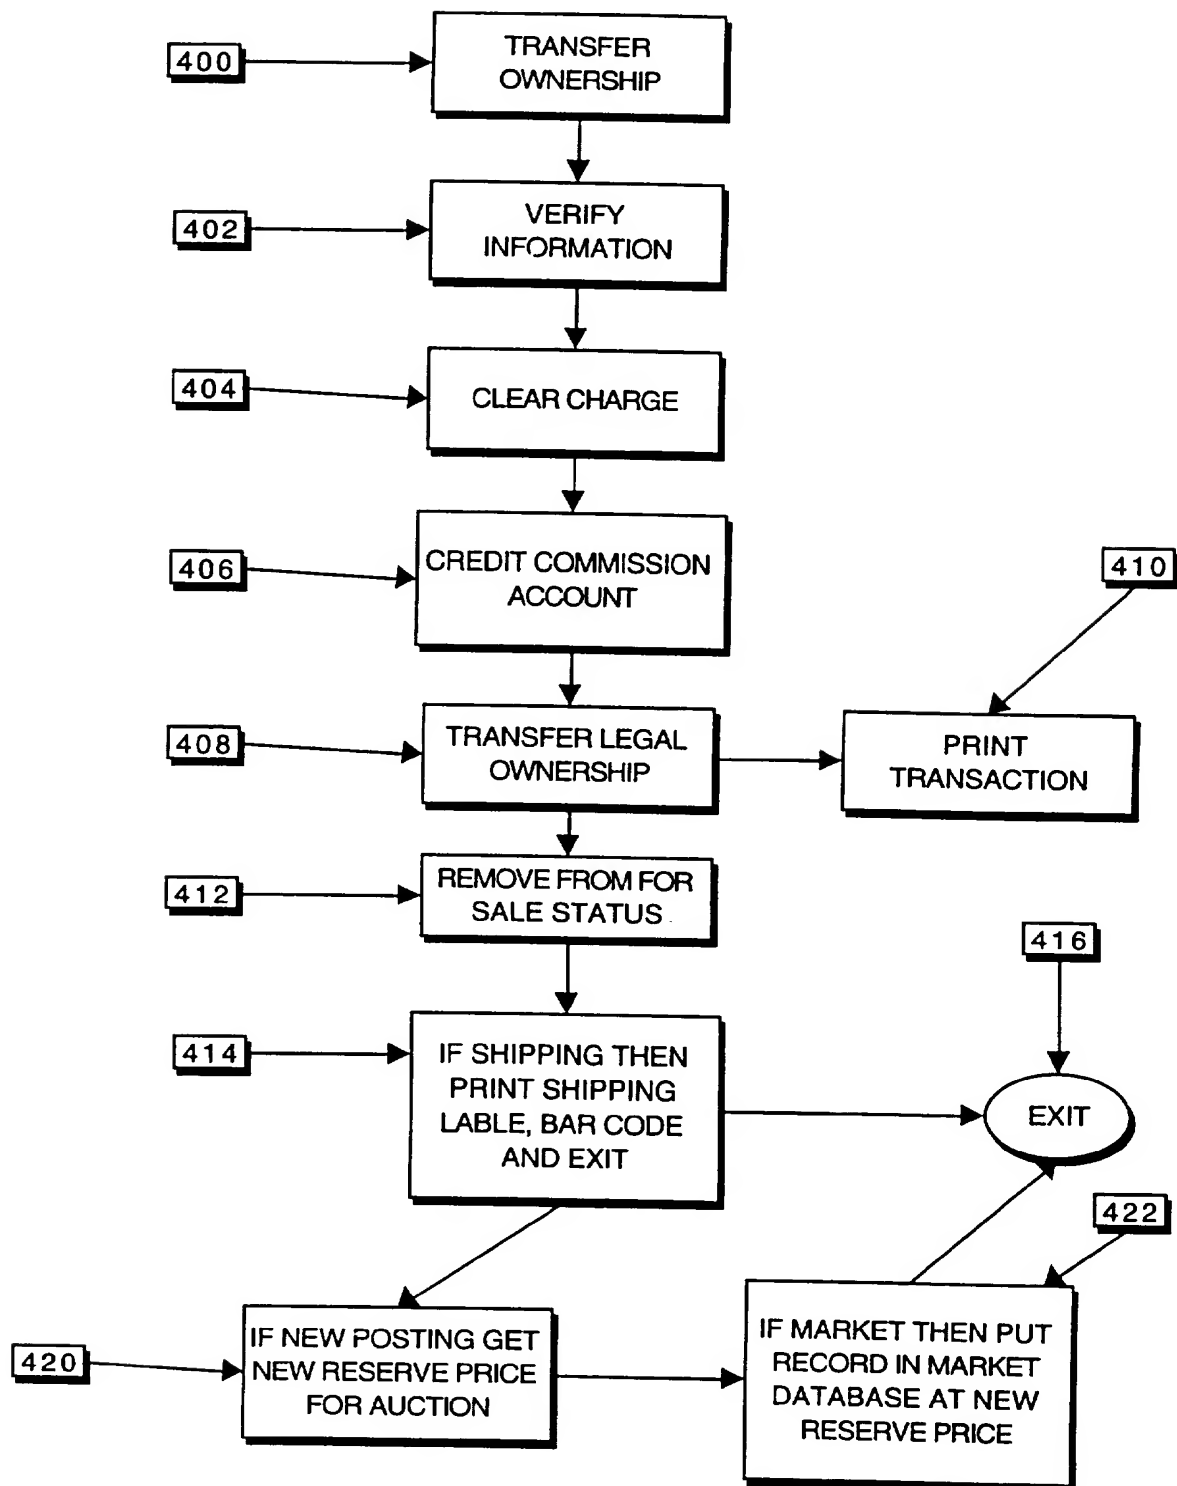 400
TRANSFER
OWNERSHIP
402
VERIFY
INFORMATION
404
CLEAR CHARGE
406
CREDIT COMMISSION
ACCOUNT
410
408
TRANSFER LEGAL
OWNERSHIP
PRINT
TRANSACTION
412
REMOVE FROM FOR
SALE STATUS
416
414
IF SHIPPING THEN
PRINT SHIPPING
LABLE, BAR CODE
AND EXIT
EXIT
422
420
IF NEW POSTING GET
NEW RESERVE PRICE
FOR AUCTION
IF MARKET THEN PUT
RECORD IN MARKET
DATABASE AT NEW
RESERVE PRICE